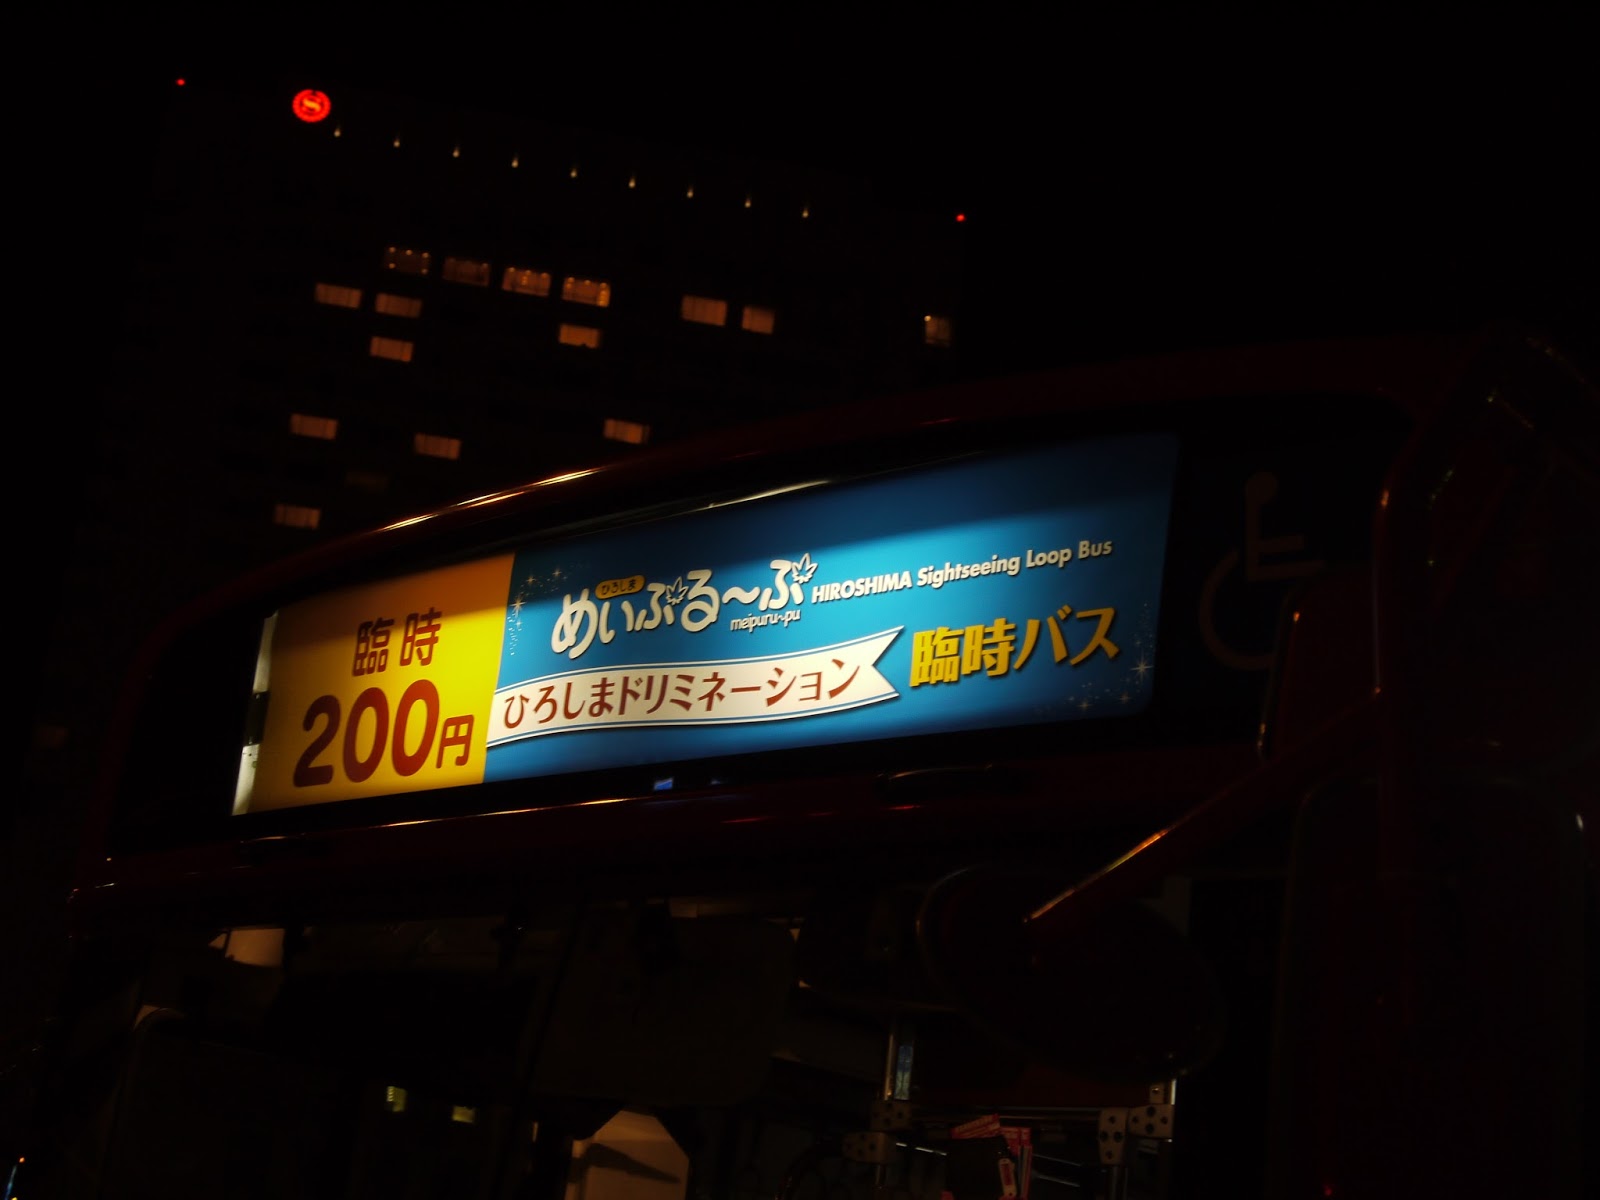 臨時
200円
ひろしま
めいぷる〜ぷ
meipuru~pu
HIROSHIMA Sightseeing Loop Bus
ひろしまドリミネーション
臨時バス
S